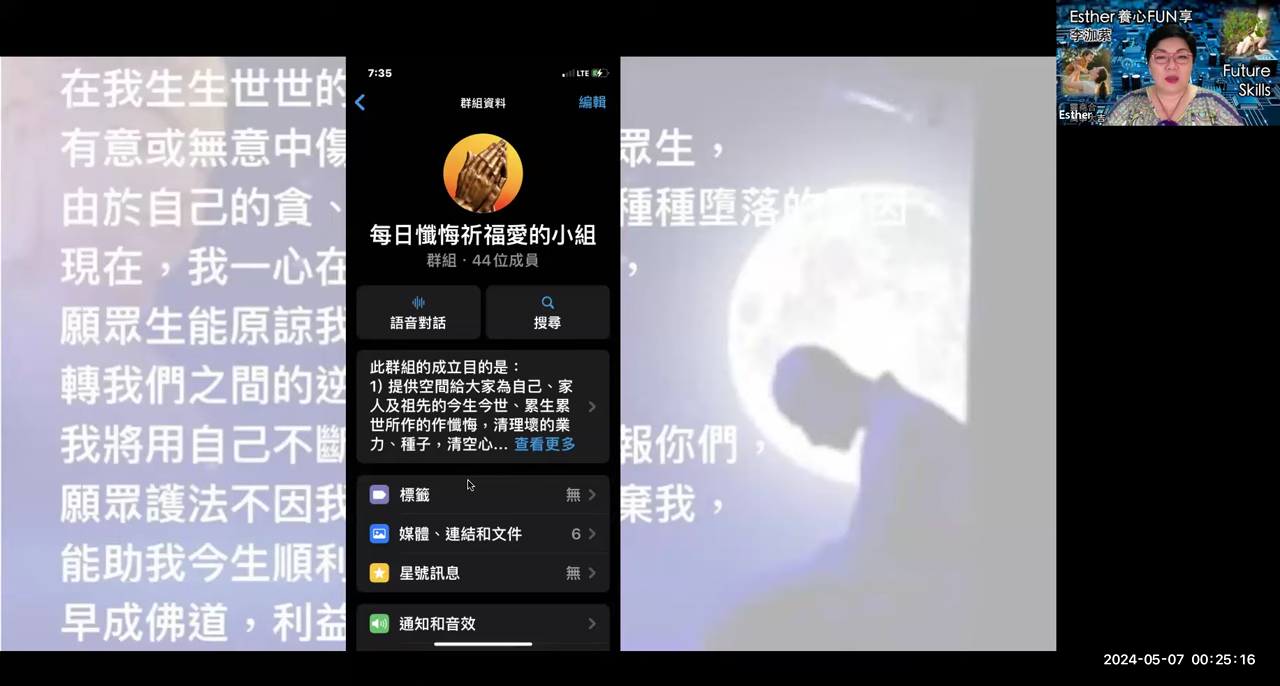 在我生生世世的
有意或無意中傷
眾生，
由於自己的貪、
種種墮落的
因，
現在，我一心在
，
願眾生能原諒我
轉我們之間的逆
我將用自己不斷
報你們，
願眾護法不因我
棄我，
能助我今生順利
早成佛道，利益
7:35
LTE
群組資料
編輯
每日懺悔祈福愛的小組
群組·44位成員
語音對話
搜尋
此群組的成立目的是：
1) 提供空間給大家為自己、家
人及祖先的今生今世、累生累
世所作的作懺悔，清理壞的業
力、種子，清空心... 查看更多
標籤
無
媒體、連結和文件
6
星號訊息
無
通知和音效
Esther 養心FUN享
李泇縈
Future
Skills
Esther
2024-05-07 00:25:16